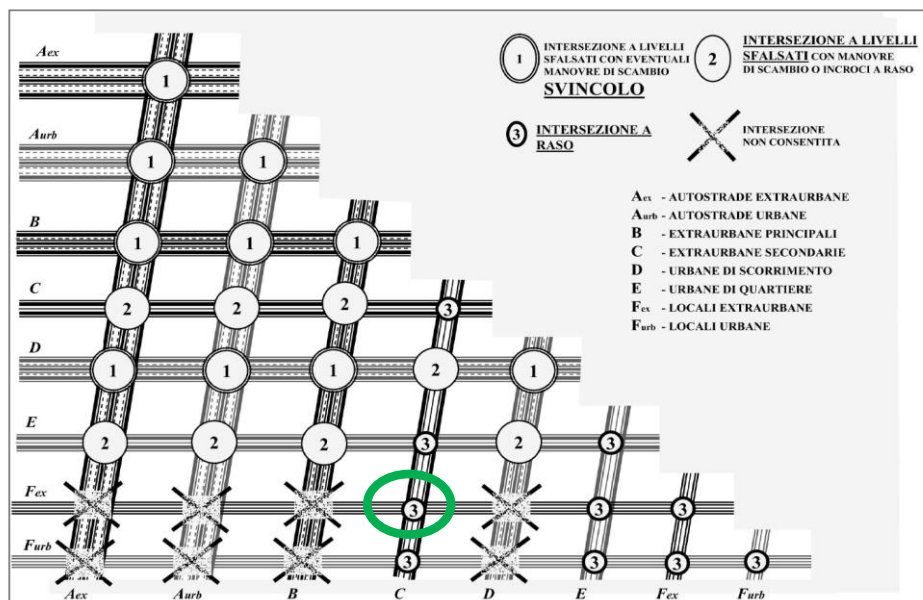 1
INTERSEZIONE A LIVELLI
SFALSATI CON EVENTUALI
MANOVRE DI SCAMBIO
SVINCOLO
2
INTERSEZIONE A LIVELLI
SFALSATI CON MANOVRE
DI SCAMBIO O INCROCI A RASO
3
INTERSEZIONE A
RASO
INTERSEZIONE
NON CONSENTITA
Aex - AUTOSTRADE EXTRAURBANE
Aurb - AUTOSTRADE URBANE
B - EXTRAURBANE PRINCIPALI
C - EXTRAURBANE SECONDARIE
D - URBANE DI SCORRIMENTO
E - URBANE DI QUARTIERE
Fex - LOCALI EXTRAURBANE
Furb - LOCALI URBANE
Aex
1
Aurb
1 1
B
1 1 1
C
2 2 2 3
D
1 1 1 2 1
E
2 2 2 3 2 3
Fex
3 3 3
Furb
3 3 3 3
Aex Aurb B C D E Fex Furb